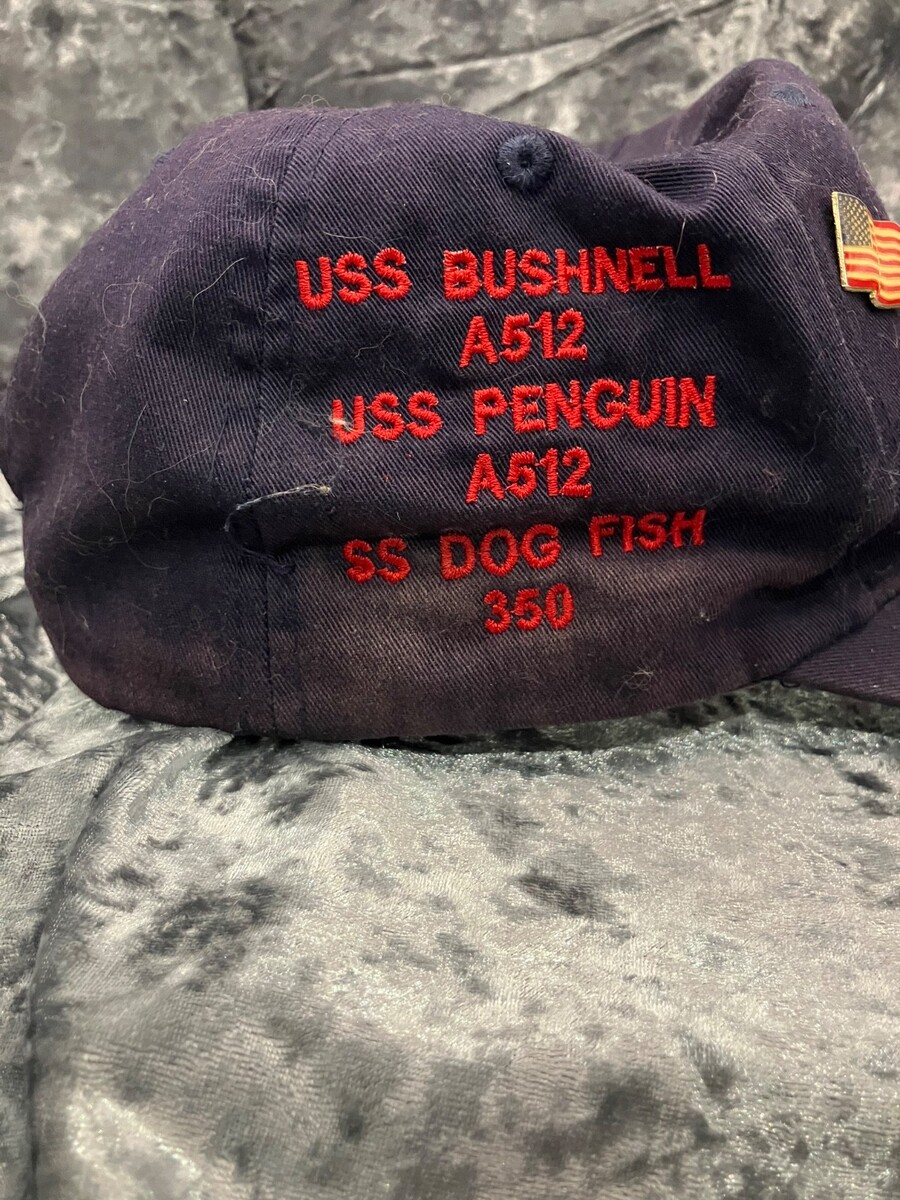 USS BUSHNELL
A512
USS PENGUIN
A512
SS DOG FISH
350